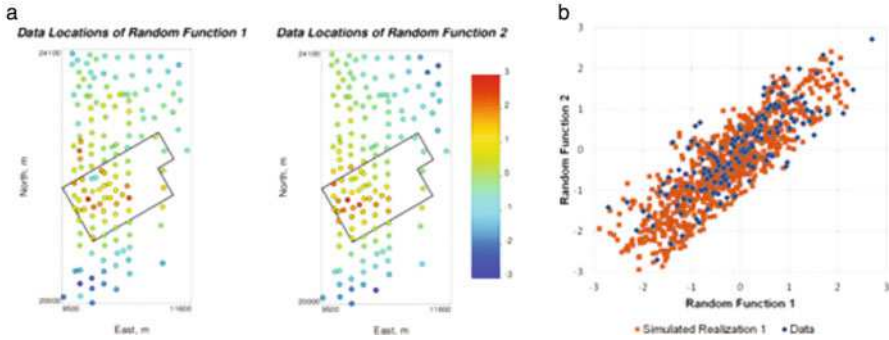 a
Data Locations of Random Function 1
24100
North, m
20000
9500
11600
East, m
Data Locations of Random Function 2
24100
North, m
20000
9500
11600
East, m
3
2
1
0
-1
-2
-3
b
3
2
1
0
-1
-2
-3
Random Function 2
-3 -2 -1 0 1 2 3
Random Function 1
Simulated Realization 1 Data